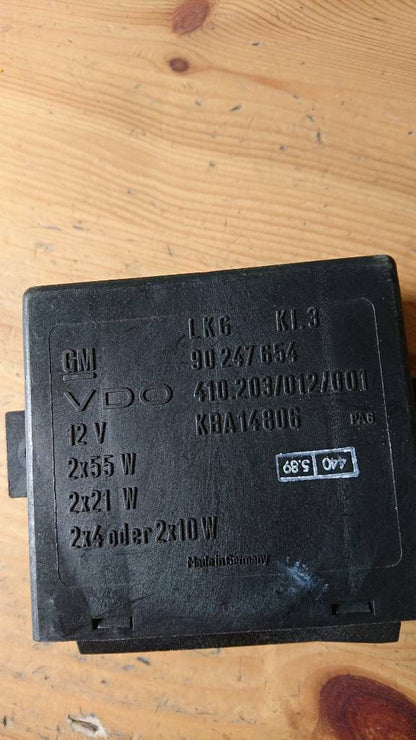 LK6 Kl.3
GM 90 247 654
VDO 410.203/012/001
12 V KBA14806 PA6
2x55 W
440 5.89
2x21 W
2x4 oder 2x10 W
Made in Germany